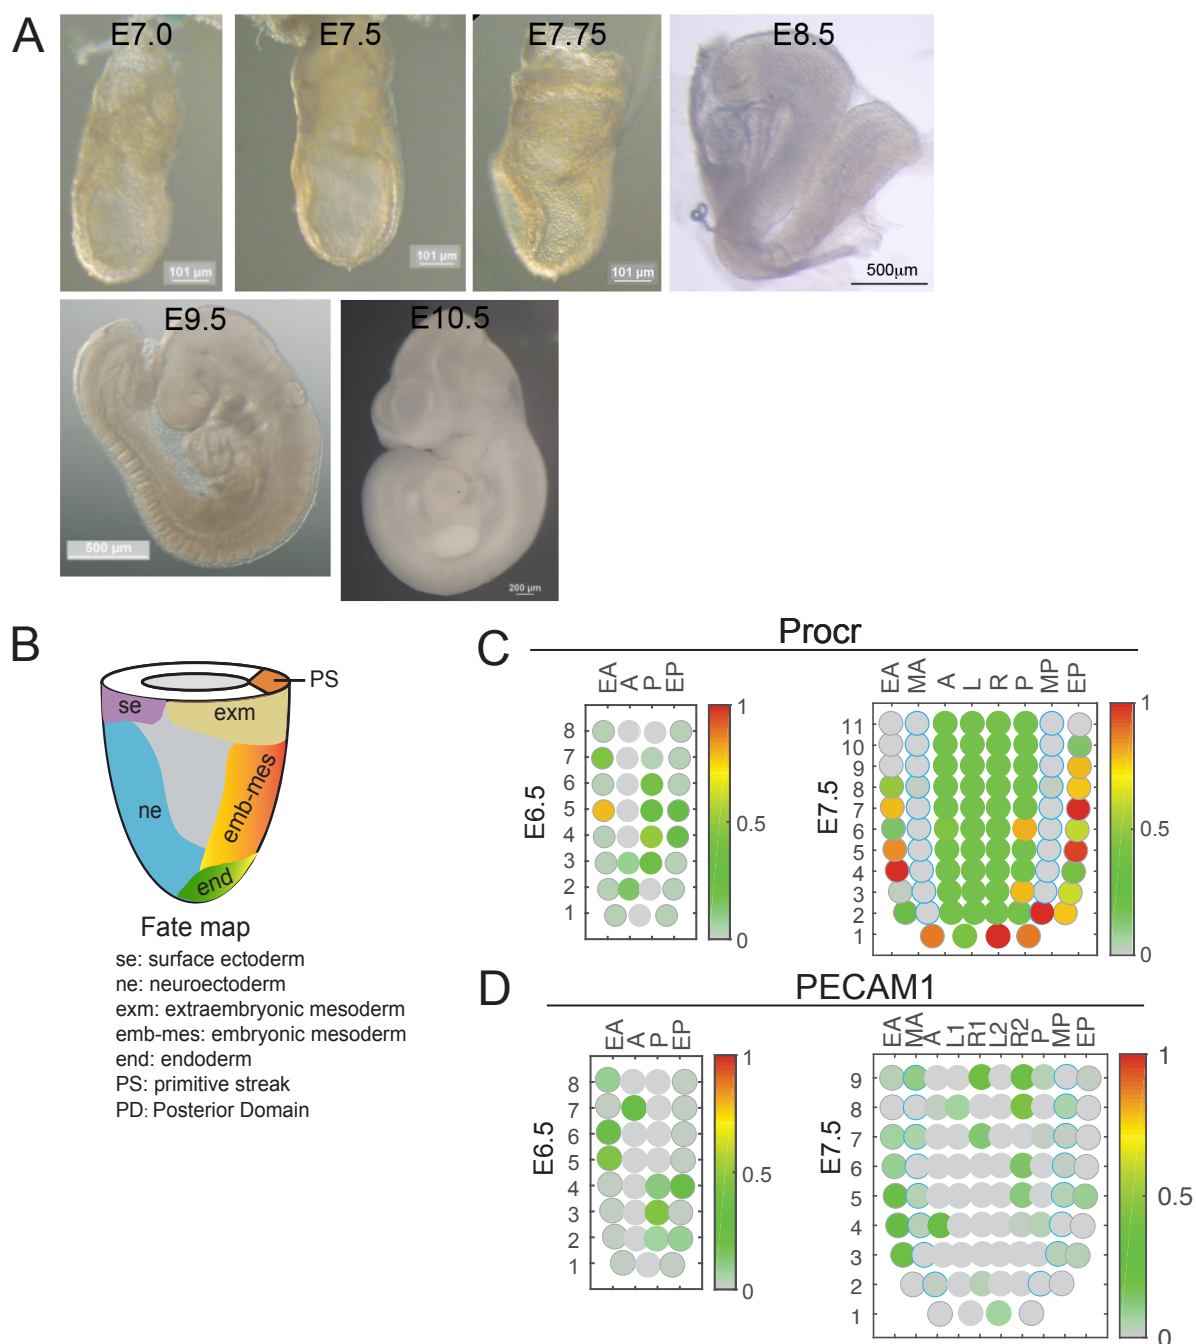 A
E7.0
E7.5
E7.75
E8.5
101 µm
101 µm
101 µm
500µm
E9.5
E10.5
500 µm
200 µm
B
PS
se
exm
ne
emb-mes
end
Fate map
se: surface ectoderm
ne: neuroectoderm
exm: extraembryonic mesoderm
emb-mes: embryonic mesoderm
end: endoderm
PS: primitive streak
PD: Posterior Domain
C
Procr
EA A P EP
8
7
6
5
4
3
2
1
E6.5
1
0.5
0
EA MA A L R P MP EP
11
10
9
8
7
6
5
4
3
2
1
E7.5
1
0.5
0
D
PECAM1
EA A P EP
8
7
6
5
4
3
2
1
E6.5
1
0.5
0
EA MA A L1 R1 L2 R2 P MP EP
9
8
7
6
5
4
3
2
1
E7.5
1
0.5
0